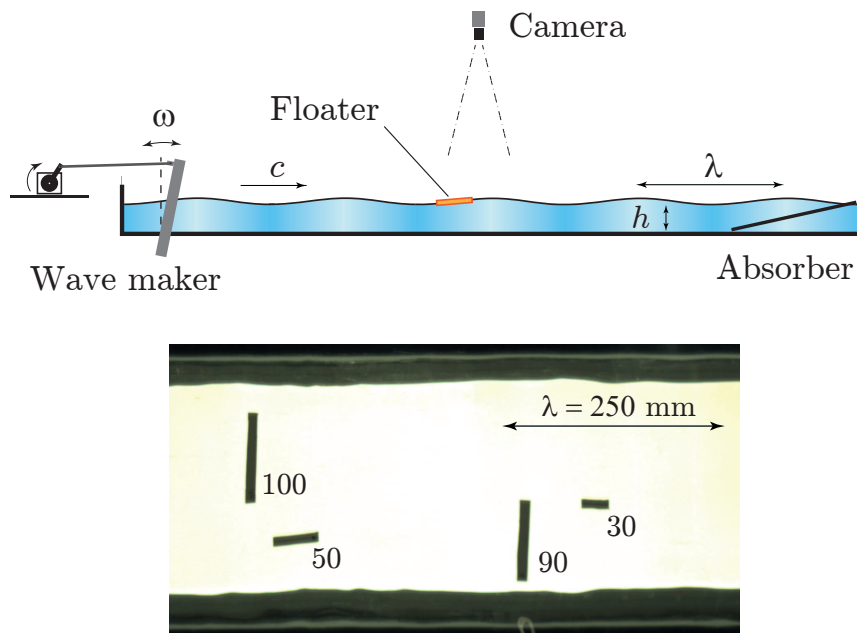 Camera
Floater
ω
c
λ
h
Wave maker
Absorber
λ = 250 mm
100
30
50
90